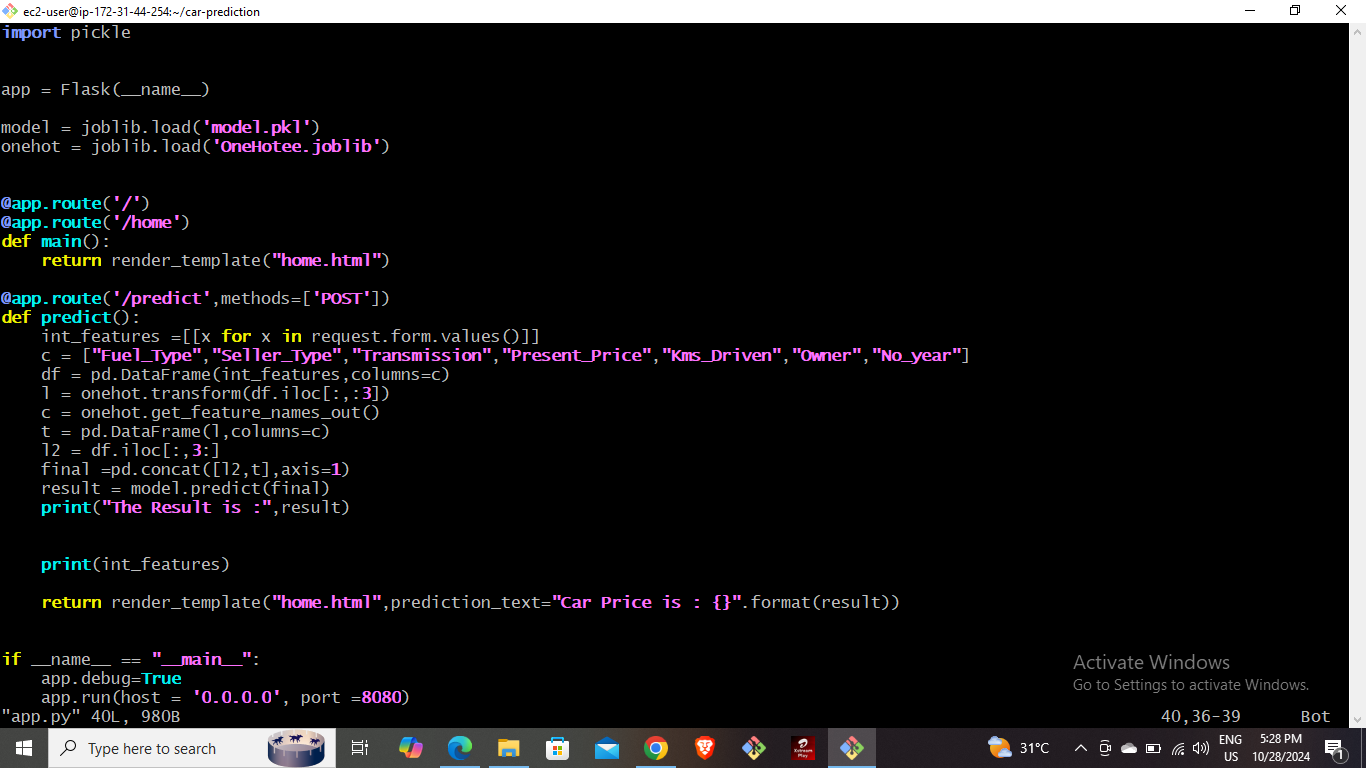 ec2-user@ip-172-31-44-254:~/car-prediction
import pickle
app = Flask(__name__)
model = joblib.load('model.pkl')
onehot = joblib.load('OneHotee.joblib')
@app.route('/')
@app.route('/home')
def main():
    return render_template("home.html")
@app.route('/predict',methods=['POST'])
def predict():
    int_features =[[x for x in request.form.values()]]
    c = ["Fuel_Type","Seller_Type","Transmission","Present_Price","Kms_Driven","Owner","No_year"]
    df = pd.DataFrame(int_features,columns=c)
    l = onehot.transform(df.iloc[:,:3])
    c = onehot.get_feature_names_out()
    t = pd.DataFrame(l,columns=c)
    l2 = df.iloc[:,3:]
    final =pd.concat([l2,t],axis=1)
    result = model.predict(final)
    print("The Result is :",result)
    print(int_features)
    return render_template("home.html",prediction_text="Car Price is : {}".format(result))
if __name__ == "__main__":
    app.debug=True
    app.run(host = '0.0.0.0', port =8080)
"app.py" 40L, 980B 40,36-39 Bot
Activate Windows
Go to Settings to activate Windows.
Type here to search
31°C
ENG
US
5:28 PM
10/28/2024
1
Xstream
Play